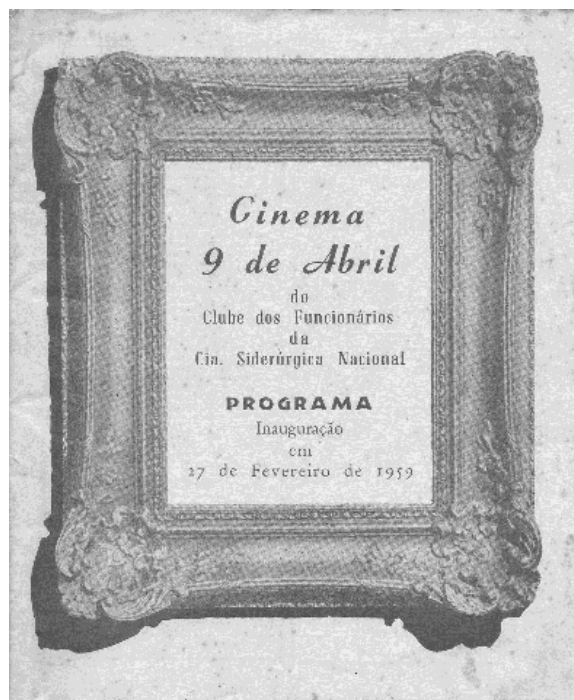 Cinema
9 de Abril
do
Clube dos Funcionários
da
Cia. Siderúrgica Nacional
PROGRAMA
Inauguração
em
27 de Fevereiro de 1959